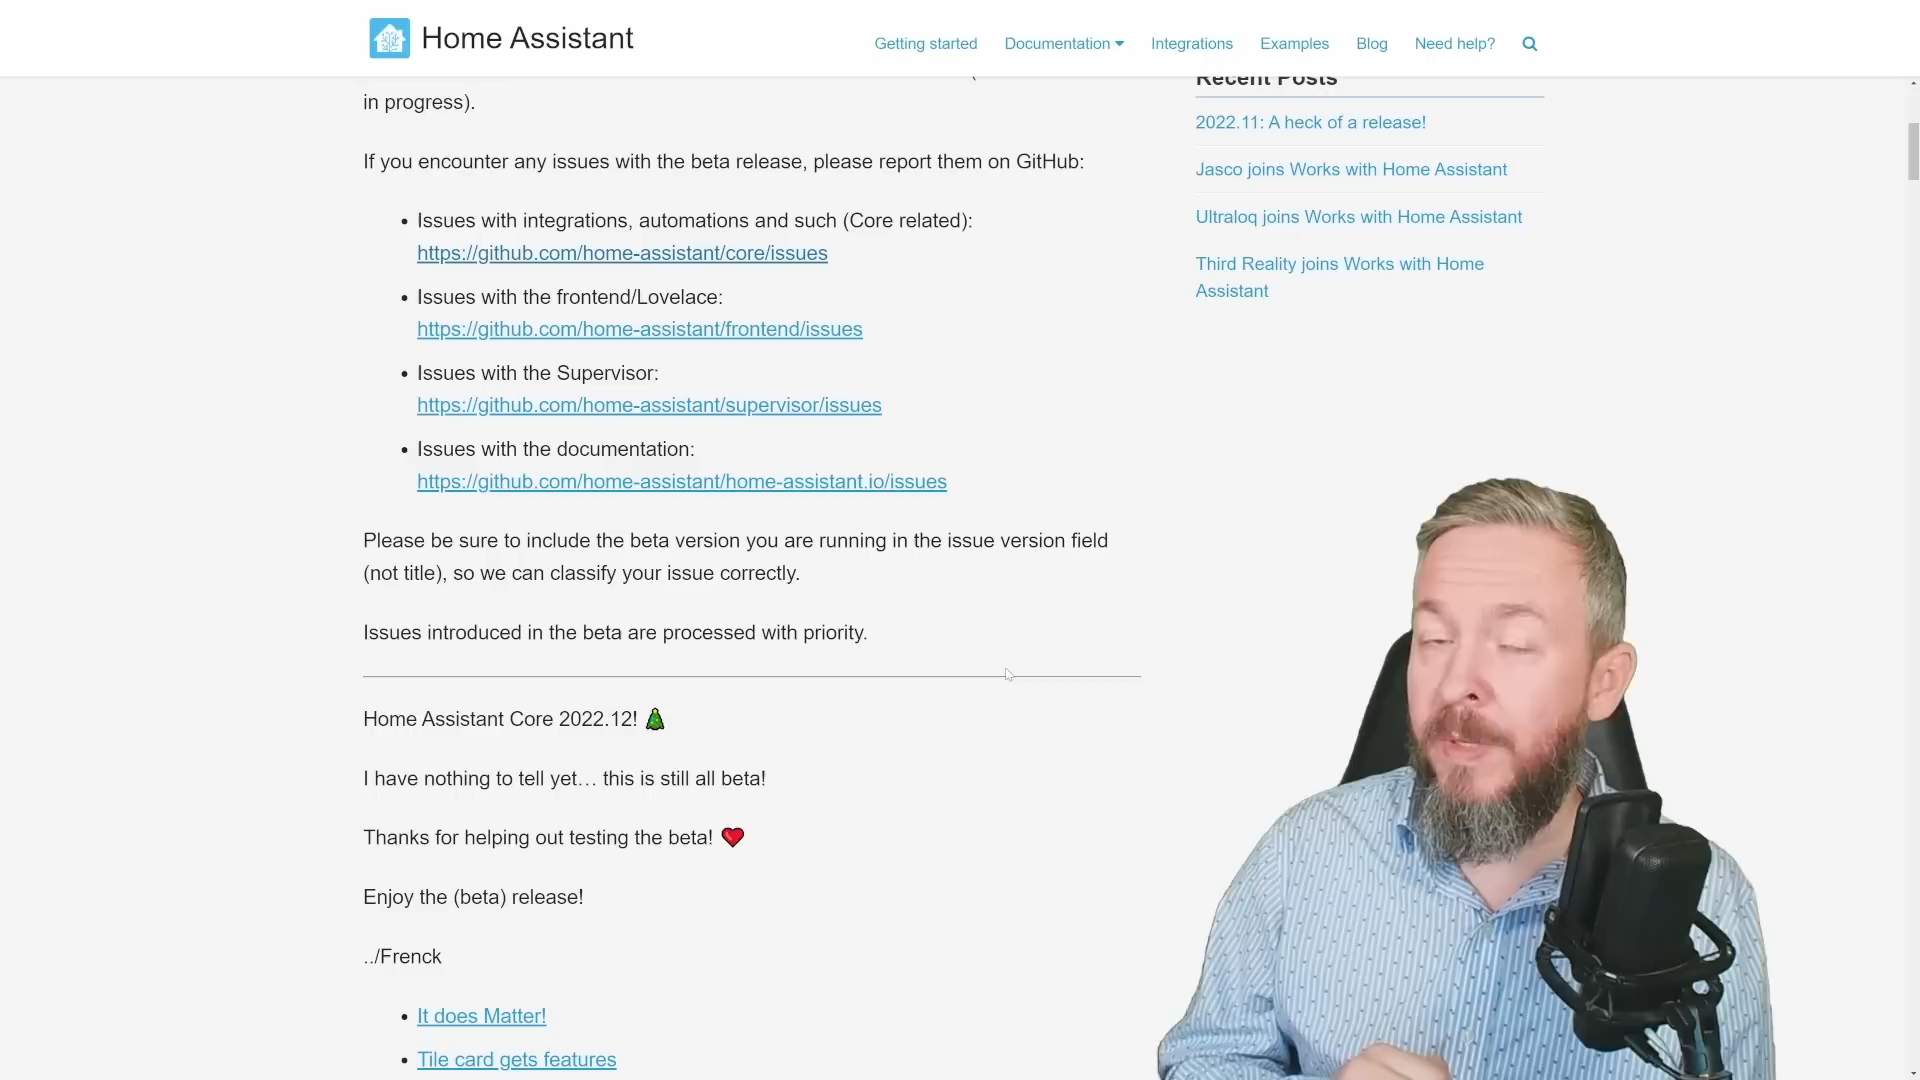 Home Assistant
Getting started
Documentation
Integrations
Examples
Blog
Need help?
in progress).
If you encounter any issues with the beta release, please report them on GitHub:
Issues with integrations, automations and such (Core related):
https://github.com/home-assistant/core/issues
Issues with the frontend/Lovelace:
https://github.com/home-assistant/frontend/issues
Issues with the Supervisor:
https://github.com/home-assistant/supervisor/issues
Issues with the documentation:
https://github.com/home-assistant/home-assistant.io/issues
Please be sure to include the beta version you are running in the issue version field
(not title), so we can classify your issue correctly.
Issues introduced in the beta are processed with priority.
Home Assistant Core 2022.12! 🎄
I have nothing to tell yet… this is still all beta!
Thanks for helping out testing the beta! ❤️
Enjoy the (beta) release!
../Frenck
It does Matter!
Tile card gets features
Recent Posts
2022.11: A heck of a release!
Jasco joins Works with Home Assistant
Ultraloq joins Works with Home Assistant
Third Reality joins Works with Home
Assistant